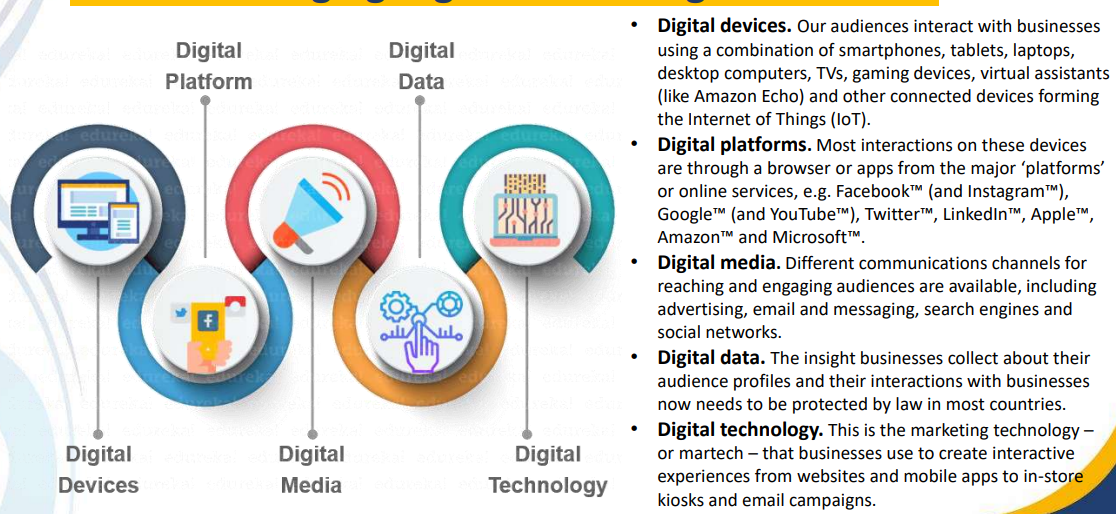 Digital
Platform
Digital
Data
Digital
Devices
Digital
Media
Digital
Technology
• Digital devices. Our audiences interact with businesses
using a combination of smartphones, tablets, laptops,
desktop computers, TVs, gaming devices, virtual assistants
(like Amazon Echo) and other connected devices forming
the Internet of Things (IoT).
• Digital platforms. Most interactions on these devices
are through a browser or apps from the major ‘platforms’
or online services, e.g. Facebook™ (and Instagram™),
Google™ (and YouTube™), Twitter™, LinkedIn™, Apple™,
Amazon™ and Microsoft™.
• Digital media. Different communications channels for
reaching and engaging audiences are available, including
advertising, email and messaging, search engines and
social networks.
• Digital data. The insight businesses collect about their
audience profiles and their interactions with businesses
now needs to be protected by law in most countries.
• Digital technology. This is the marketing technology –
or martech – that businesses use to create interactive
experiences from websites and mobile apps to in-store
kiosks and email campaigns.